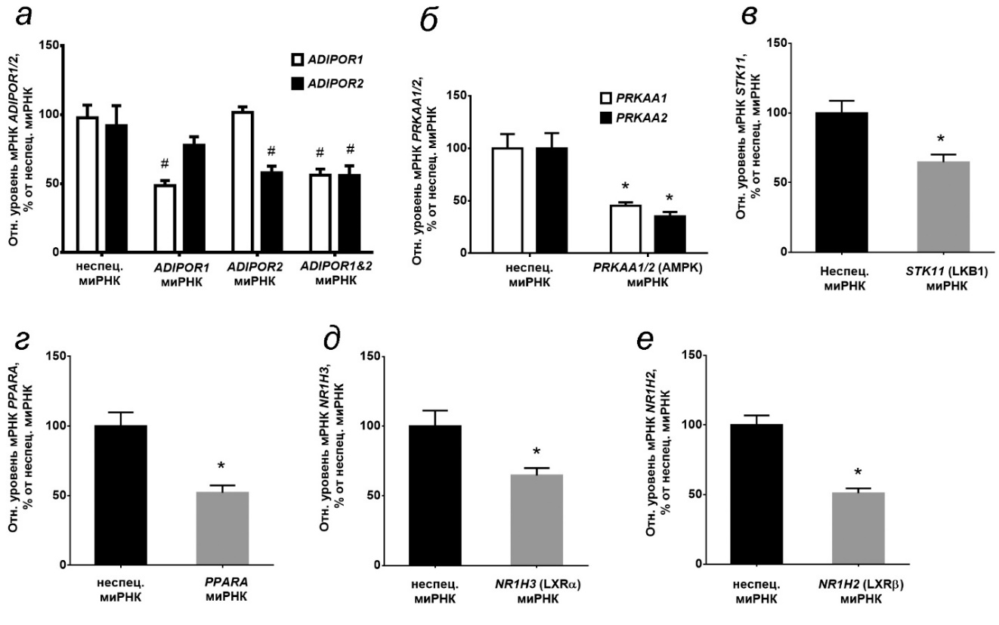 а
Отн. уровень мРНК ADIPOR1/2,
% от неспец. миРНК
150
100
50
0
ADIPOR1
ADIPOR2
#
#
#
#
неспец.
миРНК
ADIPOR1
миРНК
ADIPOR2
миРНК
ADIPOR1&2
миРНК
б
Отн. уровень мРНК PRKAA1/2,
% от неспец. миРНК
150
100
50
0
PRKAA1
PRKAA2
*
*
неспец.
миРНК
PRKAA1/2 (AMPK)
миРНК
в
Отн. уровень мРНК STK11,
% от неспец. миРНК
150
100
50
0
*
Неспец.
миРНК
STK11 (LKB1)
миРНК
г
Отн. уровень мРНК PPARA,
% от неспец. миРНК
150
100
50
0
*
неспец.
миРНК
PPARA
миРНК
д
Отн. уровень мРНК NR1H3,
% от неспец. миРНК
150
100
50
0
*
неспец.
миРНК
NR1H3 (LXRα)
миРНК
е
Отн. уровень мРНК NR1H2,
% от неспец. миРНК
150
100
50
0
*
неспец.
миРНК
NR1H2 (LXRβ)
миРНК